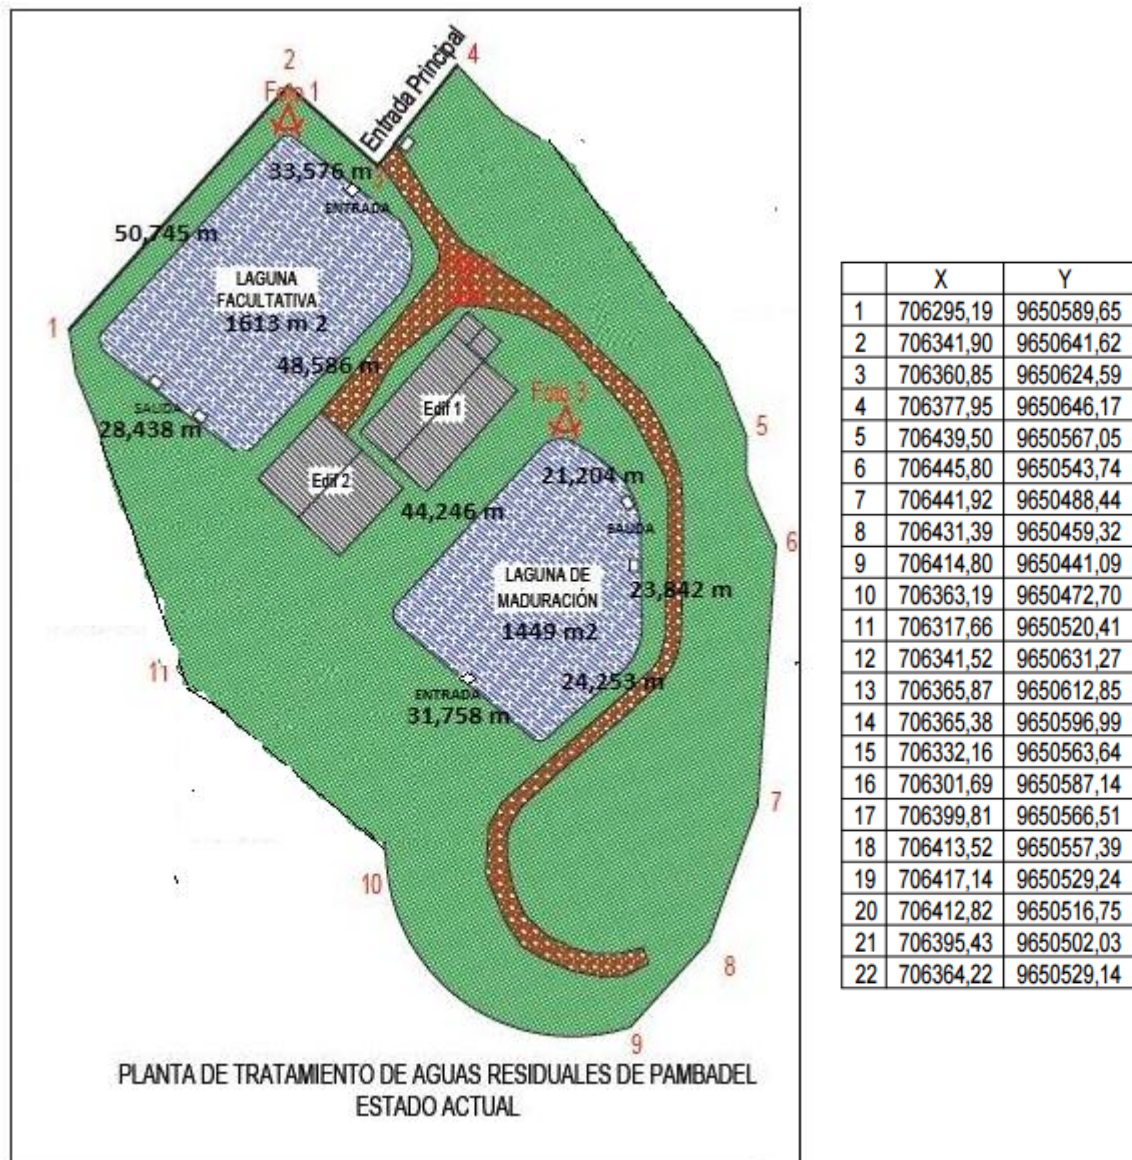 2
4
Foto 1
Entrada Principal
33,576 m
ENTRADA
50,745 m
LAGUNA
FACULTATIVA
1613 m 2
1
48,586 m
SALIDA
28,438 m
Edif 1
Foto 3
5
Edif 2
21,204 m
44,246 m
SALIDA
6
LAGUNA DE
MADURACIÓN
23,842 m
1449 m2
11
24,253 m
ENTRADA
31,758 m
7
10
8
9
PLANTA DE TRATAMIENTO DE AGUAS RESIDUALES DE PAMBADEL
ESTADO ACTUAL
X Y
1 706295,19 9650589,65
2 706341,90 9650641,62
3 706360,85 9650624,59
4 706377,95 9650646,17
5 706439,50 9650567,05
6 706445,80 9650543,74
7 706441,92 9650488,44
8 706431,39 9650459,32
9 706414,80 9650441,09
10 706363,19 9650472,70
11 706317,66 9650520,41
12 706341,52 9650631,27
13 706365,87 9650612,85
14 706365,38 9650596,99
15 706332,16 9650563,64
16 706301,69 9650587,14
17 706399,81 9650566,51
18 706413,52 9650557,39
19 706417,14 9650529,24
20 706412,82 9650516,75
21 706395,43 9650502,03
22 706364,22 9650529,14